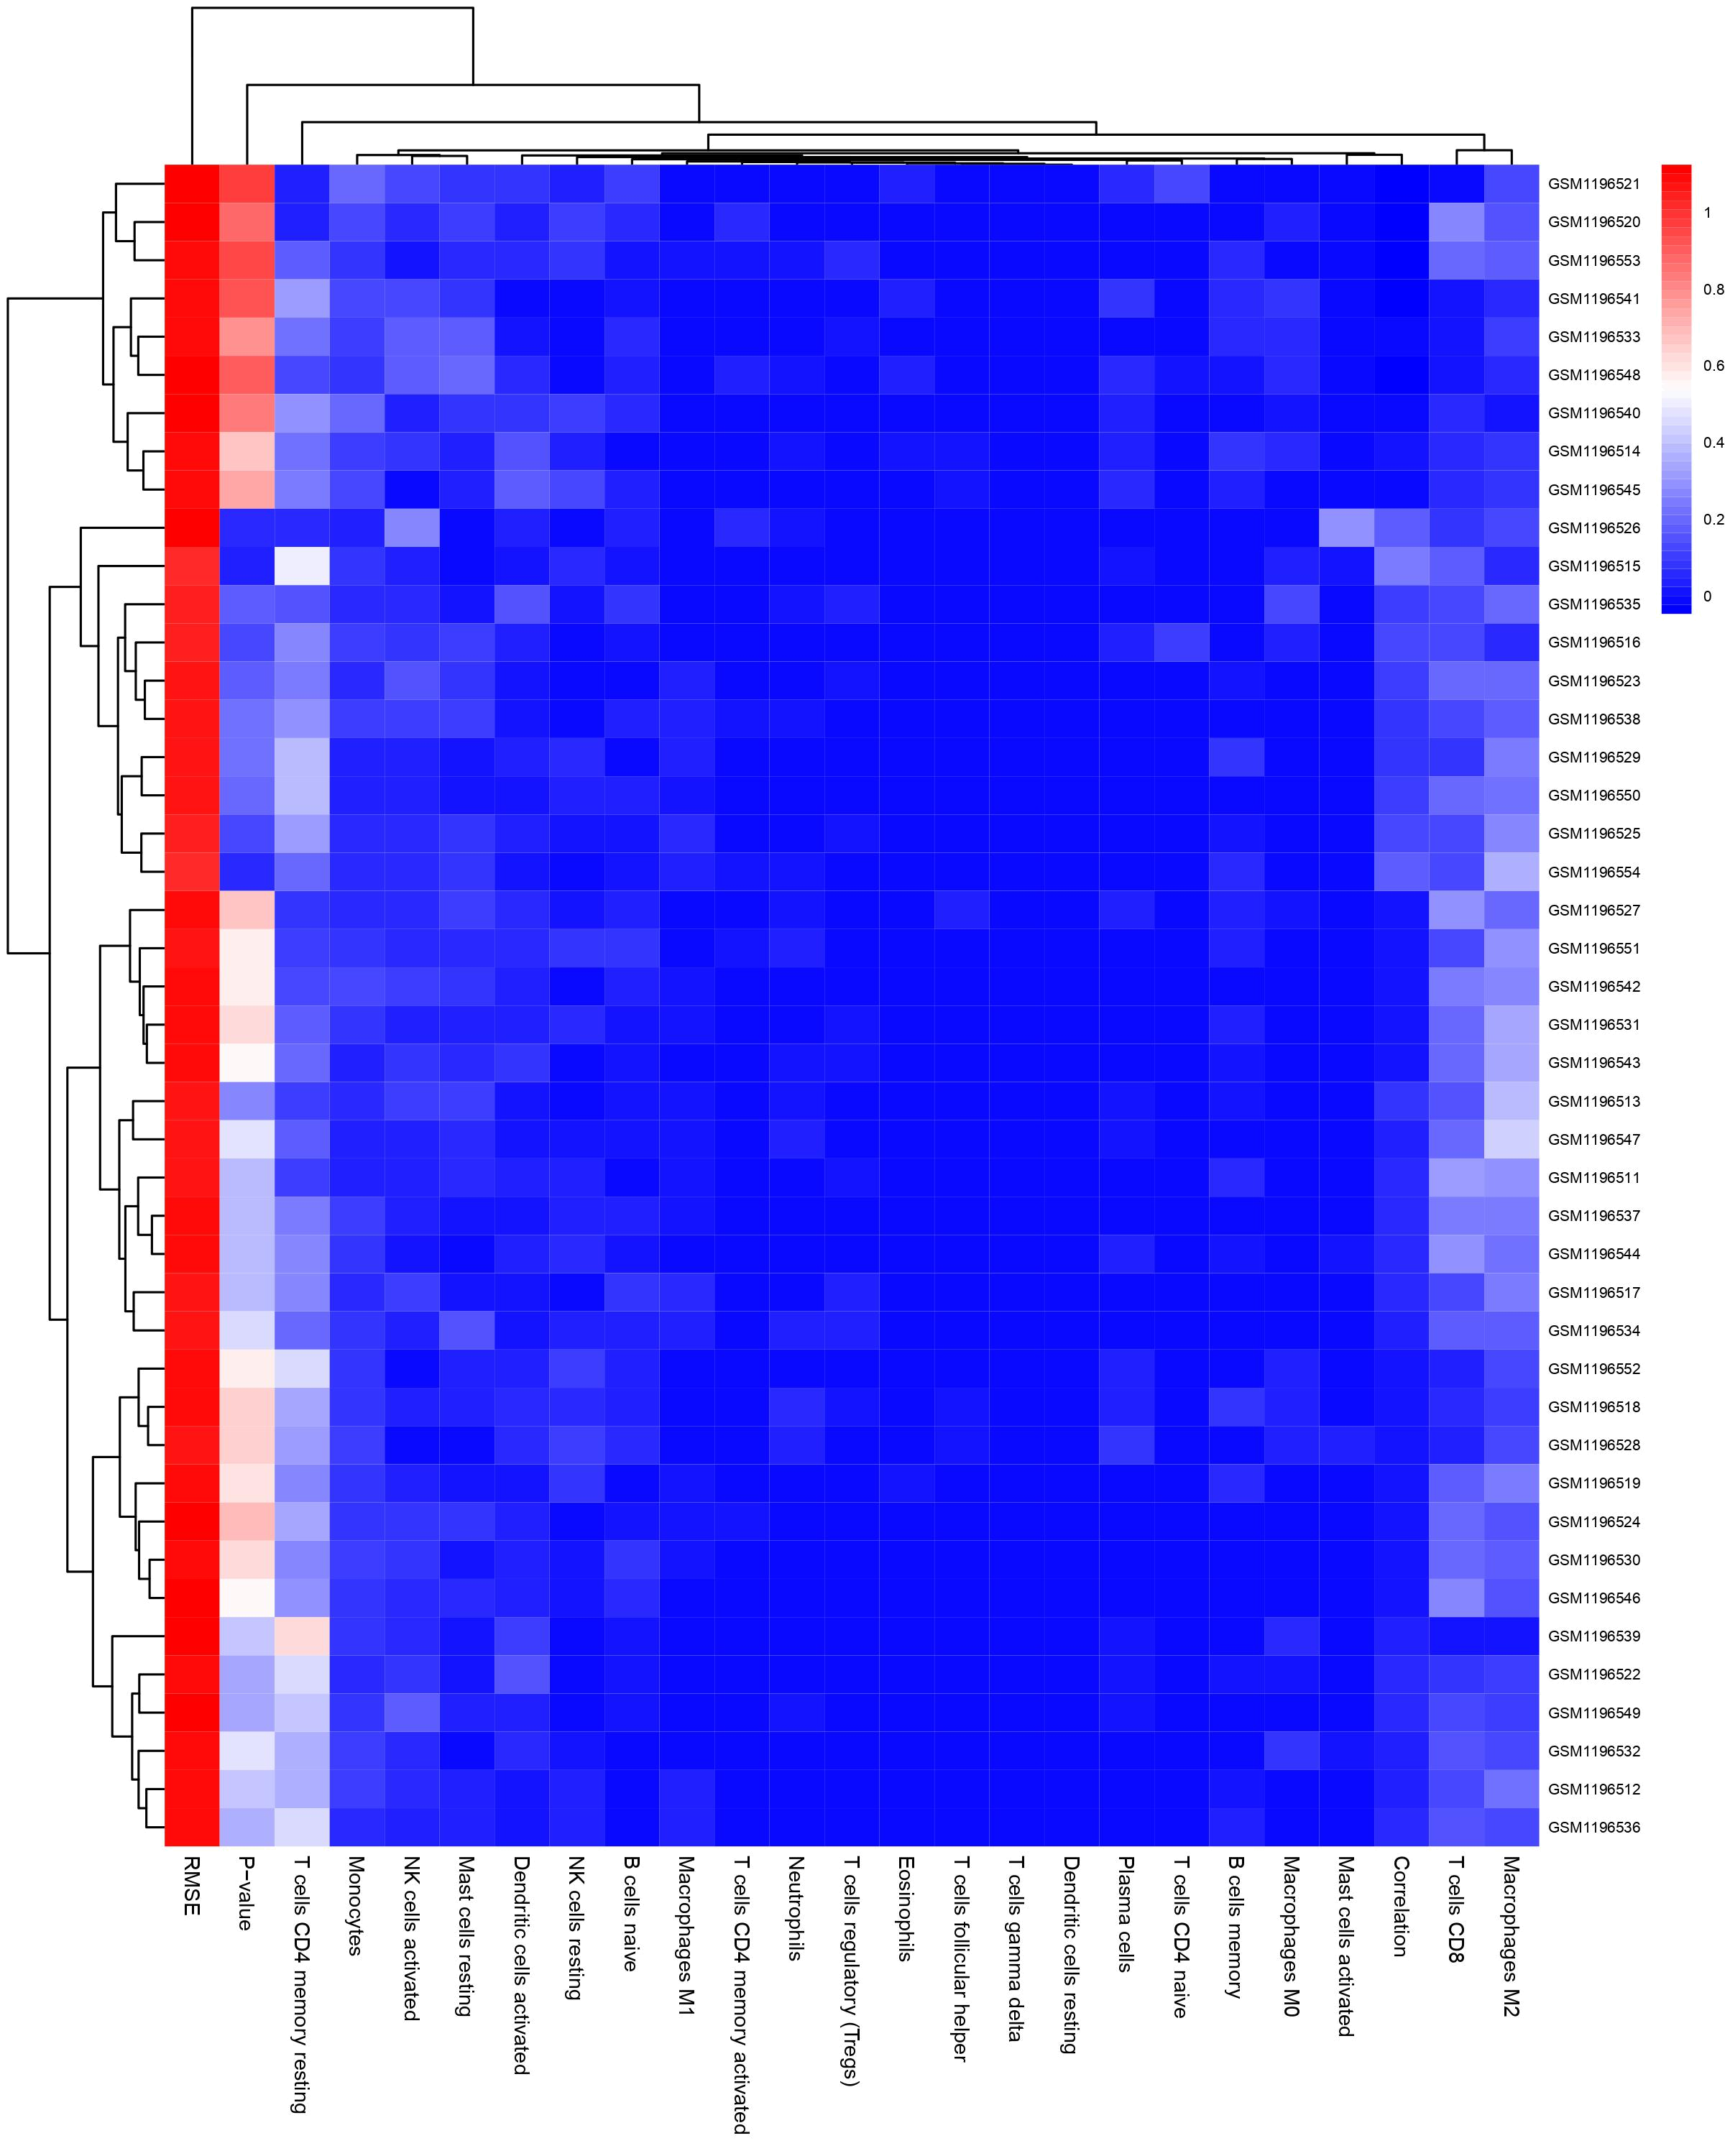 GSM1196521
GSM1196520
GSM1196553
GSM1196541
GSM1196533
GSM1196548
GSM1196540
GSM1196514
GSM1196545
GSM1196526
GSM1196515
GSM1196535
GSM1196516
GSM1196523
GSM1196538
GSM1196529
GSM1196550
GSM1196525
GSM1196554
GSM1196527
GSM1196551
GSM1196542
GSM1196531
GSM1196543
GSM1196513
GSM1196547
GSM1196511
GSM1196537
GSM1196544
GSM1196517
GSM1196534
GSM1196552
GSM1196518
GSM1196528
GSM1196519
GSM1196524
GSM1196530
GSM1196546
GSM1196539
GSM1196522
GSM1196549
GSM1196532
GSM1196512
GSM1196536
1
0.8
0.6
0.4
0.2
0
RMSE
P−value
T cells CD4 memory resting
Monocytes
NK cells activated
Mast cells resting
Dendritic cells activated
NK cells resting
B cells naive
Macrophages M1
T cells CD4 memory activated
Neutrophils
T cells regulatory (Tregs)
Eosinophils
T cells follicular helper
T cells gamma delta
Dendritic cells resting
Plasma cells
T cells CD4 naive
B cells memory
Macrophages M0
Mast cells activated
Correlation
T cells CD8
Macrophages M2